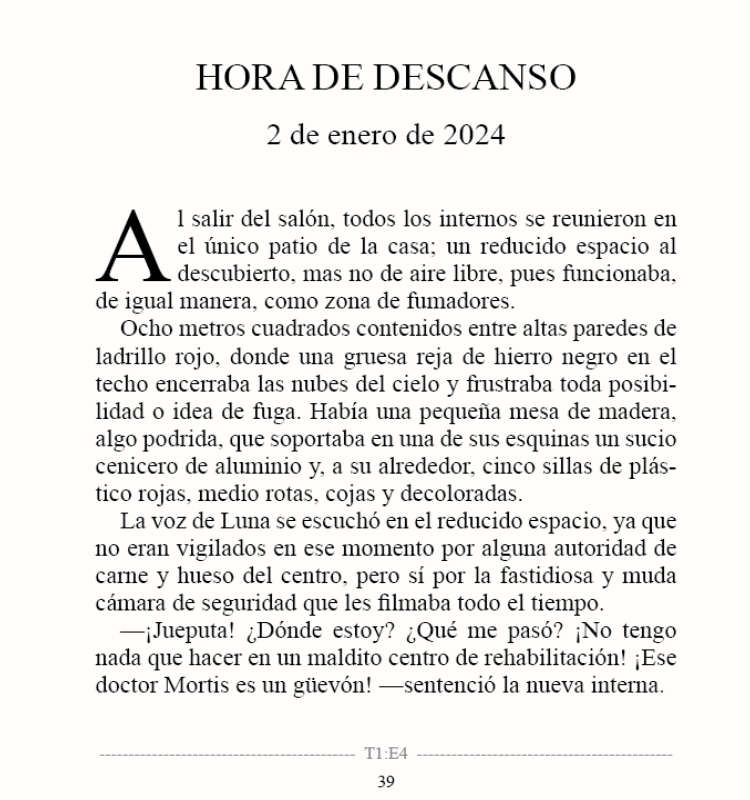 HORA DE DESCANSO
2 de enero de 2024
Al salir del salón, todos los internos se reunieron en
el único patio de la casa; un reducido espacio al
descubierto, mas no de aire libre, pues funcionaba,
de igual manera, como zona de fumadores.
Ocho metros cuadrados contenidos entre altas paredes de
ladrillo rojo, donde una gruesa reja de hierro negro en el
techo encerraba las nubes del cielo y frustraba toda posibi-
lidad o idea de fuga. Había una pequeña mesa de madera,
algo podrida, que soportaba en una de sus esquinas un sucio
cenicero de aluminio y, a su alrededor, cinco sillas de plás-
tico rojas, medio rotas, cojas y decoloradas.
La voz de Luna se escuchó en el reducido espacio, ya que
no eran vigilados en ese momento por alguna autoridad de
carne y hueso del centro, pero sí por la fastidiosa y muda
cámara de seguridad que les filmaba todo el tiempo.
—¡Jueputa! ¿Dónde estoy? ¿Qué me pasó? ¡No tengo
nada que hacer en un maldito centro de rehabilitación! ¡Ese
doctor Mortis es un güevón! —sentenció la nueva interna.
T1:E4
39